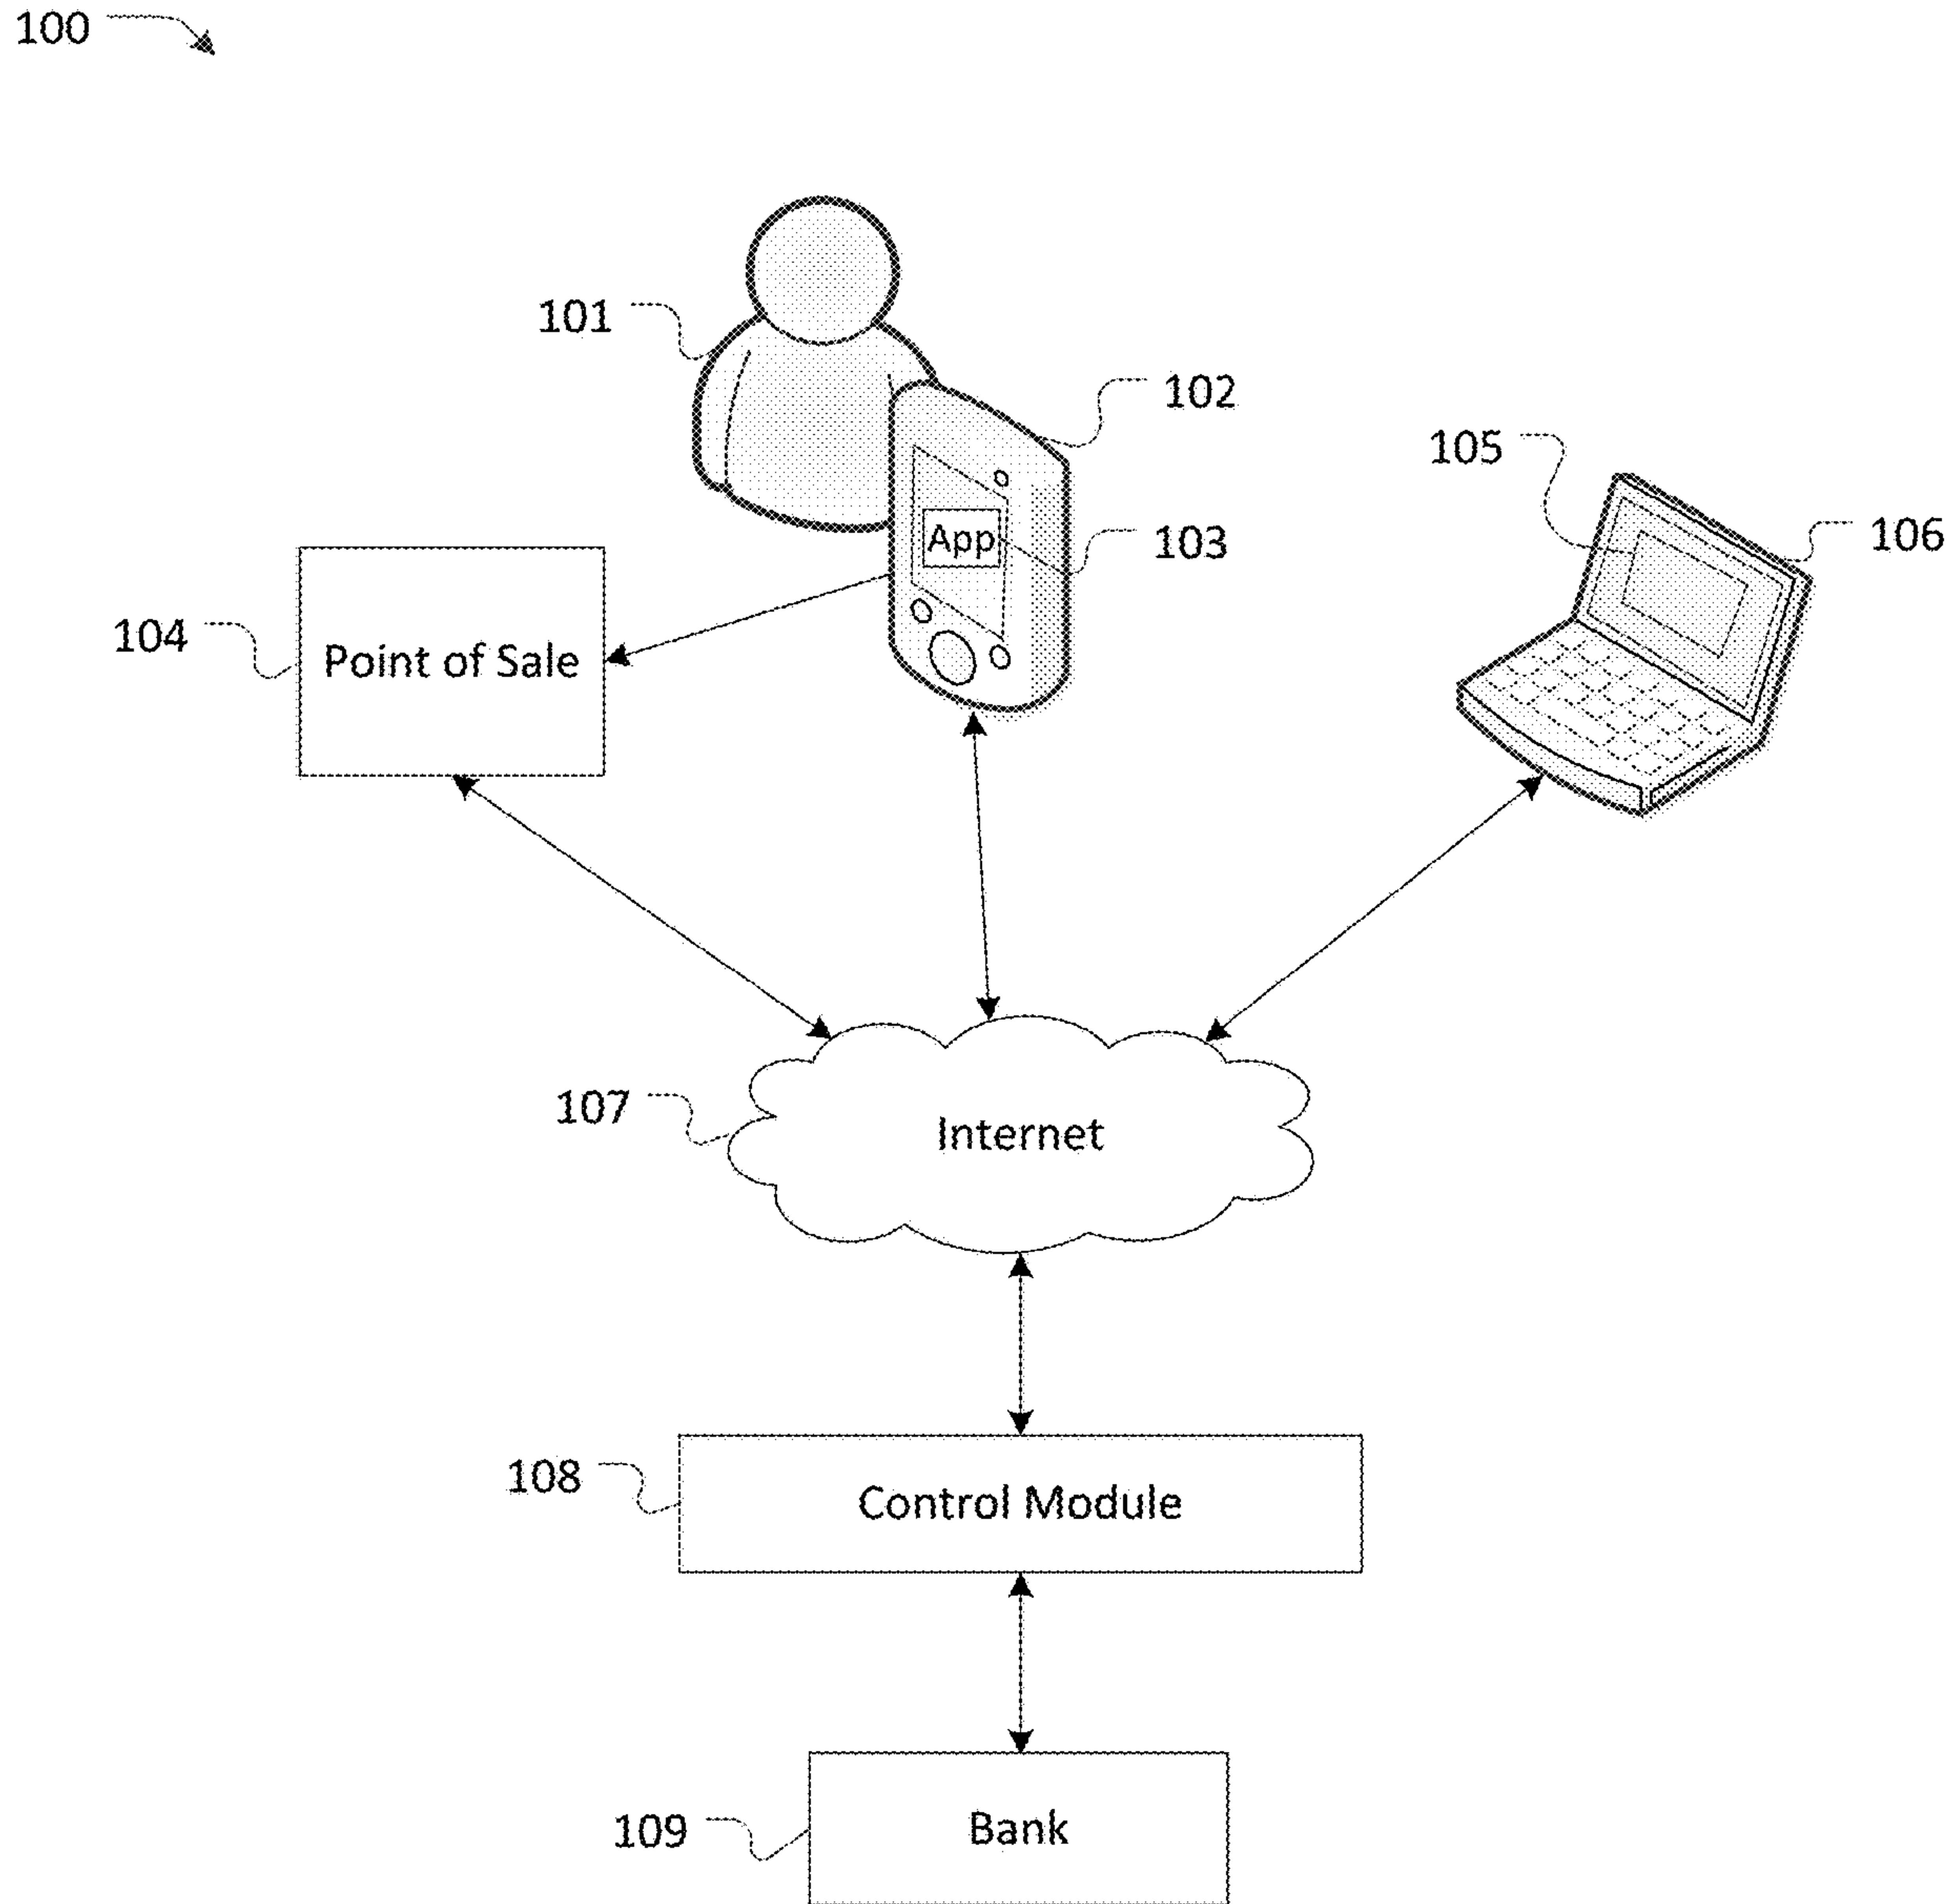 100
101
102
105
106
App
103
104
Point of Sale
107
Internet
108
Control Module
109
Bank